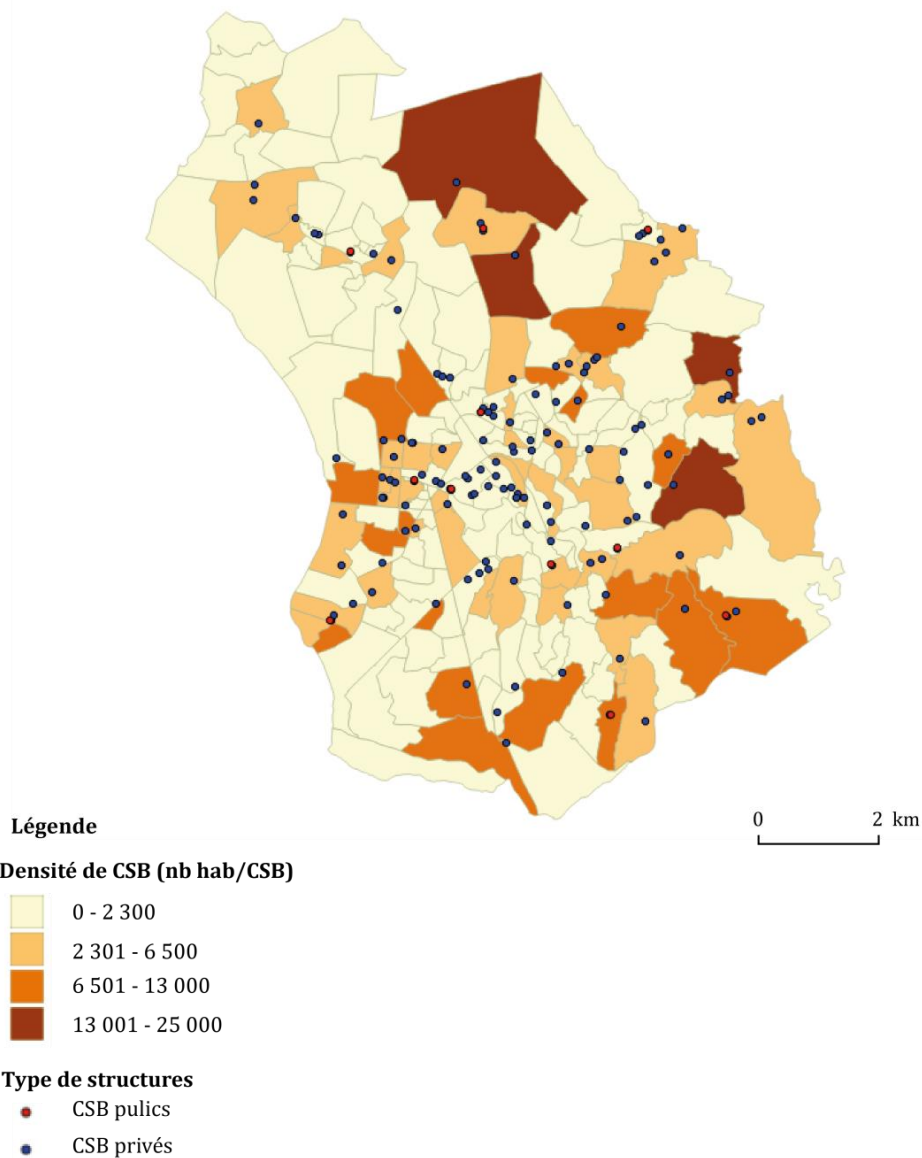 0 2 km
Légende
Densité de CSB (nb hab/CSB)
0 - 2 300
2 301 - 6 500
6 501 - 13 000
13 001 - 25 000
Type de structures
CSB pulics
CSB privés